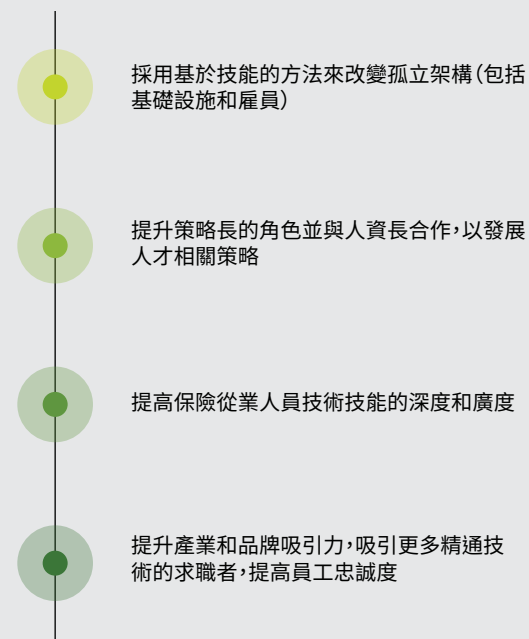 採用基於技能的方法來改變孤立架構（包括
基礎設施和雇員）
提升策略長的角色並與人資長合作，以發展
人才相關策略
提高保險從業人員技術技能的深度和廣度
提升產業和品牌吸引力，吸引更多精通技
術的求職者，提高員工忠誠度